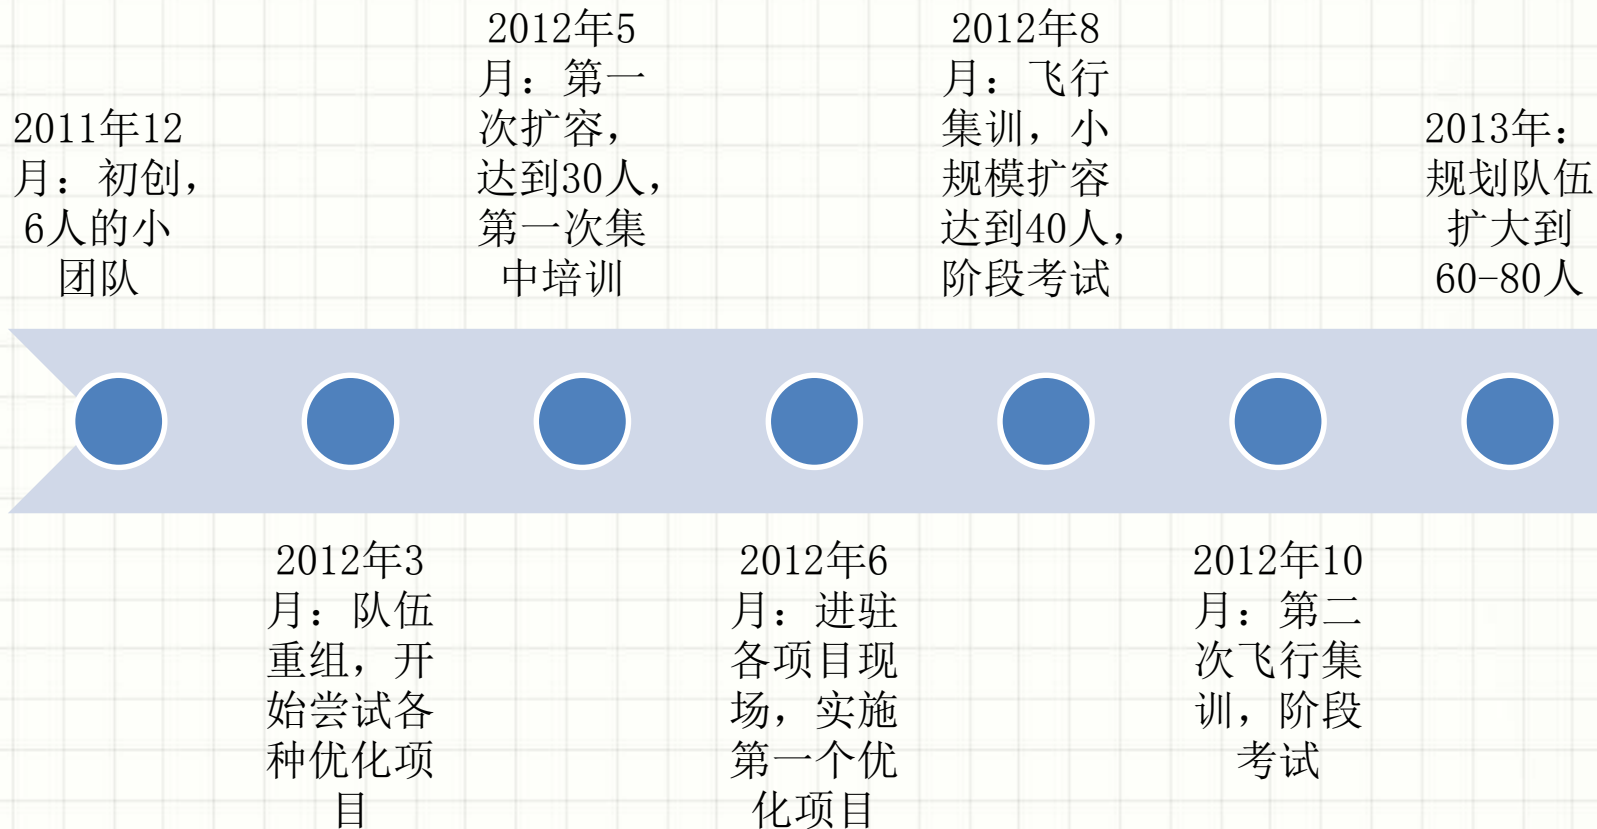 2011年12
月：初创，
6人的小
团队
2012年3
月：队伍
重组，开
始尝试各
种优化项
目
2012年5
月：第一
次扩容，
达到30人，
第一次集
中培训
2012年6
月：进驻
各项目现
场，实施
第一个优
化项目
2012年8
月：飞行
集训，小
规模扩容
达到40人，
阶段考试
2012年10
月：第二
次飞行集
训，阶段
考试
2013年：
规划队伍
扩大到
60-80人